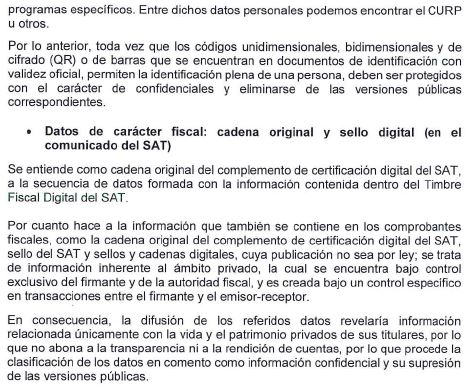 programas específicos. Entre dichos datos personales podemos encontrar el CURP
u otros.
Por lo anterior, toda vez que los códigos unidimensionales, bidimensionales y de
cifrado (QR) o de barras que se encuentran en documentos de identificación con
validez oficial, permiten la identificación plena de una persona, deben ser protegidos
con el carácter de confidenciales y eliminarse de las versiones públicas
correspondientes.
• Datos de carácter fiscal: cadena original y sello digital (en el
comunicado del SAT)
Se entiende como cadena original del complemento de certificación digital del SAT,
a la secuencia de datos formada con la información contenida dentro del Timbre
Fiscal Digital del SAT.
Por cuanto hace a la información que también se contiene en los comprobantes
fiscales, como la cadena original del complemento de certificación digital del SAT,
sello del SAT y sellos y cadenas digitales, cuya publicación no sea por ley; se trata
de información inherente al ámbito privado, la cual se encuentra bajo control
exclusivo del firmante y de la autoridad fiscal, y es creada bajo un control específico
en transacciones entre el firmante y el emisor-receptor.
En consecuencia, la difusión de los referidos datos revelaría información
relacionada únicamente con la vida y el patrimonio privados de sus titulares, por lo
que no abona a la transparencia ni a la rendición de cuentas, por lo que procede la
clasificación de los datos en comento como información confidencial y su supresión
de las versiones públicas.